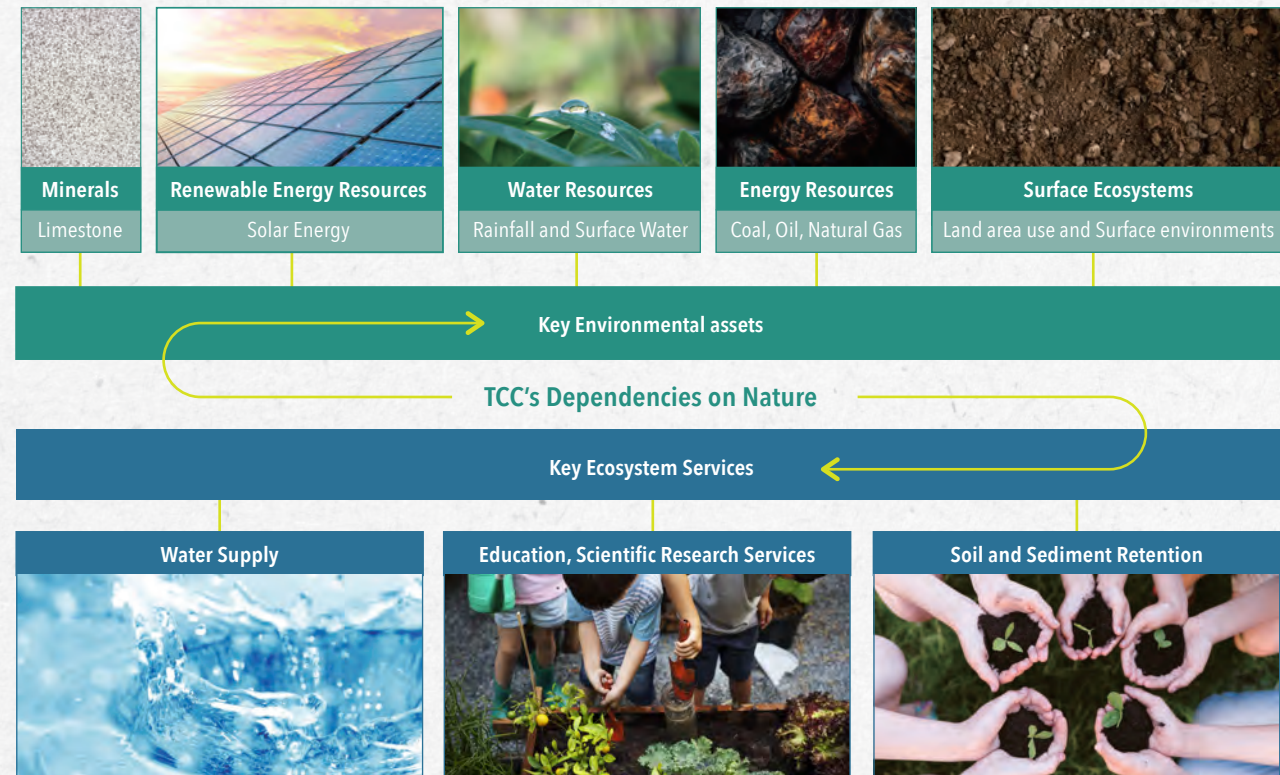 Minerals
Limestone
Renewable Energy Resources
Solar Energy
Water Resources
Rainfall and Surface Water
Energy Resources
Coal, Oil, Natural Gas
Surface Ecosystems
Land area use and Surface environments
Key Environmental assets
TCC‘s Dependencies on Nature
Key Ecosystem Services
Water Supply
Education, Scientific Research Services
Soil and Sediment Retention